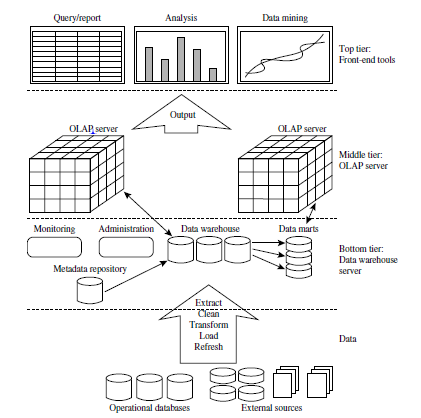 Query/report
Analysis
Data mining
Top tier:
Front-end tools
Output
OLAP server
OLAP server
Middle tier:
OLAP server
Monitoring
Administration
Data warehouse
Data marts
Bottom tier:
Data warehouse
server
Metadata repository
Extract
Clean
Transform
Load
Refresh
Data
Operational databases
External sources